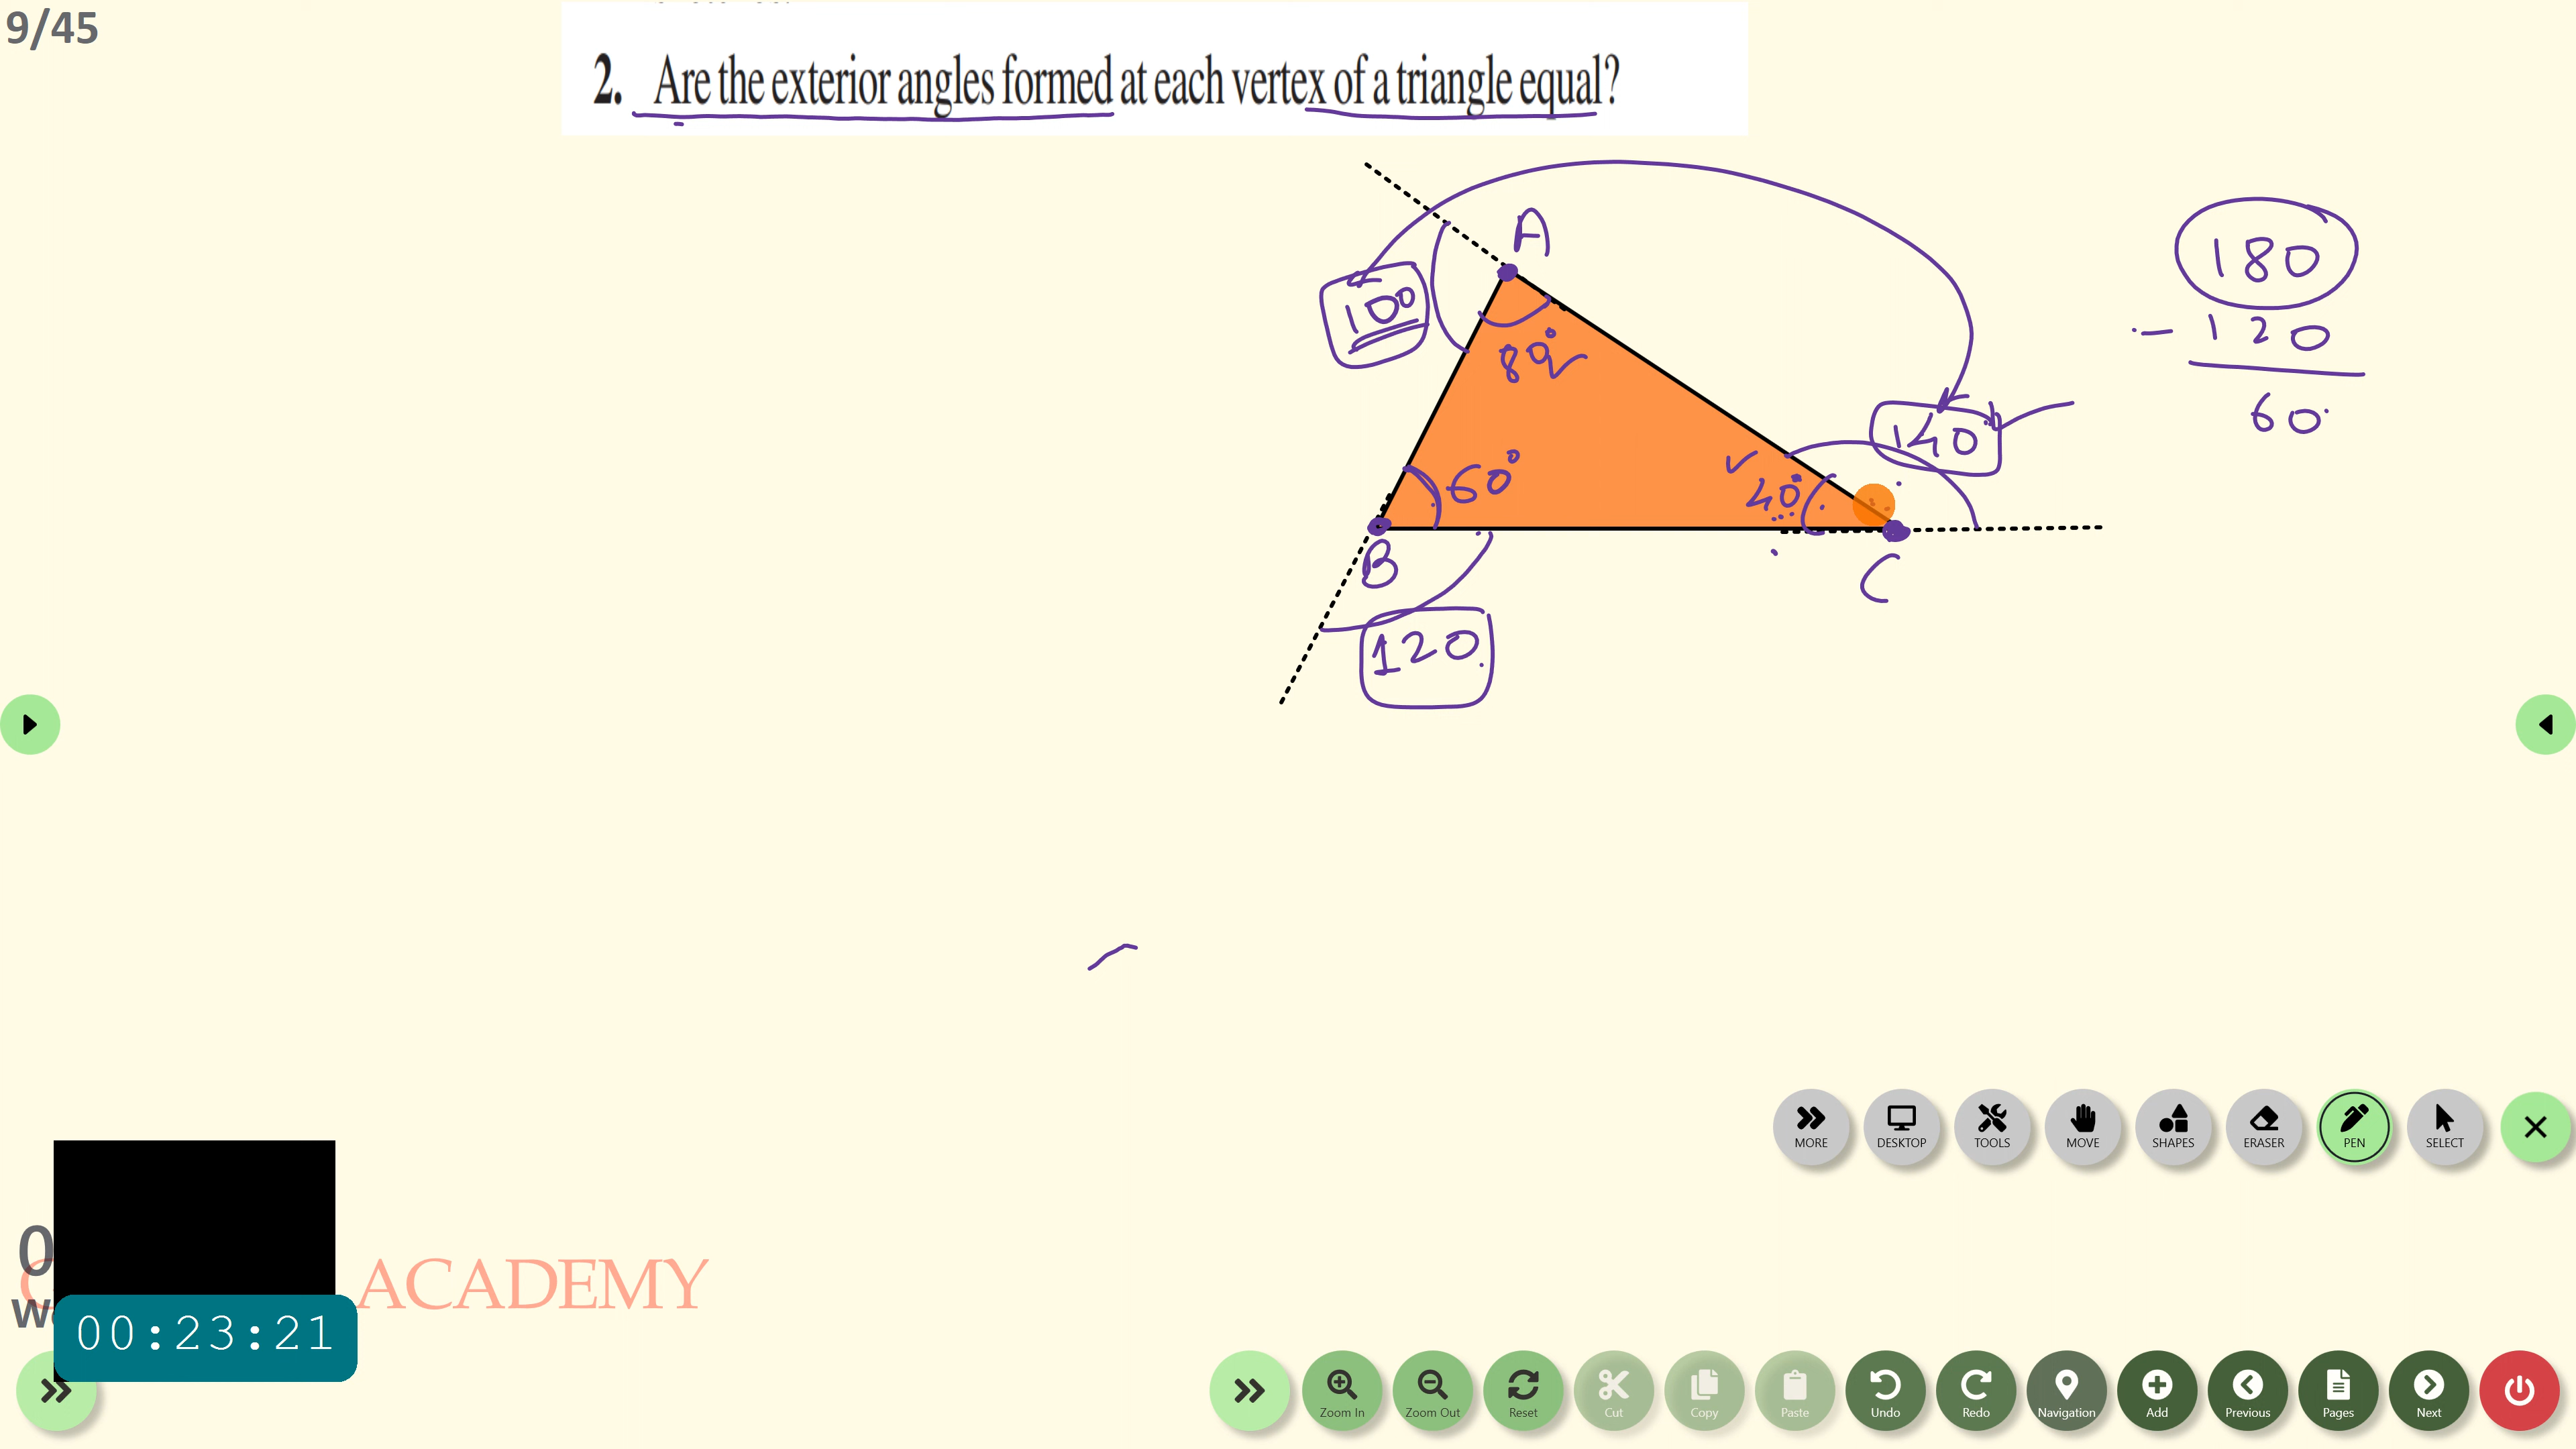 9/45
2. Are the exterior angles formed at each vertex of a triangle equal?
A
180
100
- 120
80°
60
140
60°
40°
B
C
120
MORE
DESKTOP
TOOLS
MOVE
SHAPES
ERASER
PEN
SELECT
ACADEMY
00:23:21
Zoom In
Zoom Out
Reset
Cut
Copy
Paste
Undo
Redo
Navigation
Add
Previous
Pages
Next